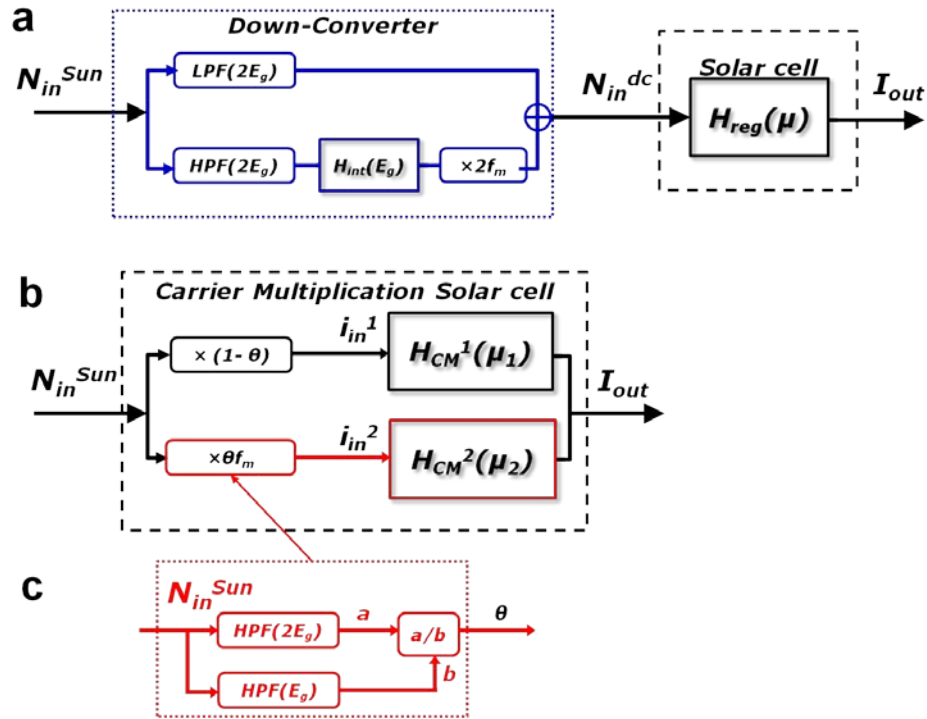 a
Down-Converter
N_in^Sun
LPF(2E_g)
HPF(2E_g)
H_int(E_g)
×2f_m
N_in^dc
Solar cell
H_reg(μ)
I_out
b
Carrier Multiplication Solar cell
N_in^Sun
× (1- θ)
i_in^1
H_CM^1(μ_1)
×θf_m
i_in^2
H_CM^2(μ_2)
I_out
c
N_in^Sun
HPF(2E_g)
a
a/b
θ
HPF(E_g)
b